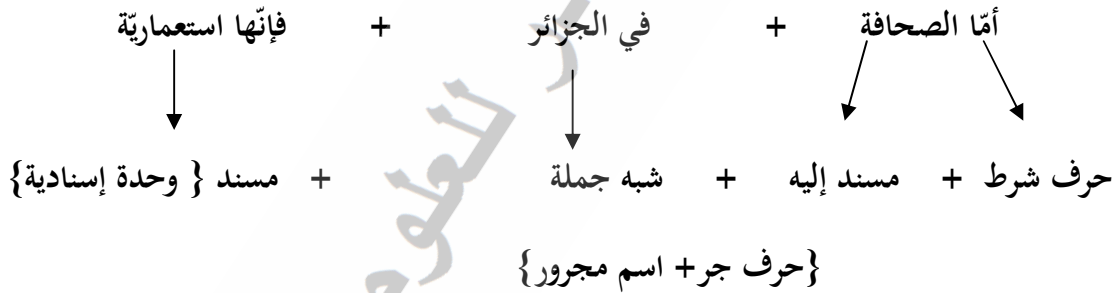 أمّا الصحافة + في الجزائر + فإنّها استعماريّة
حرف شرط + مسند إليه + شبه جملة + مسند { وحدة إسنادية}
{حرف جر+ اسم مجرور}
للعلوم